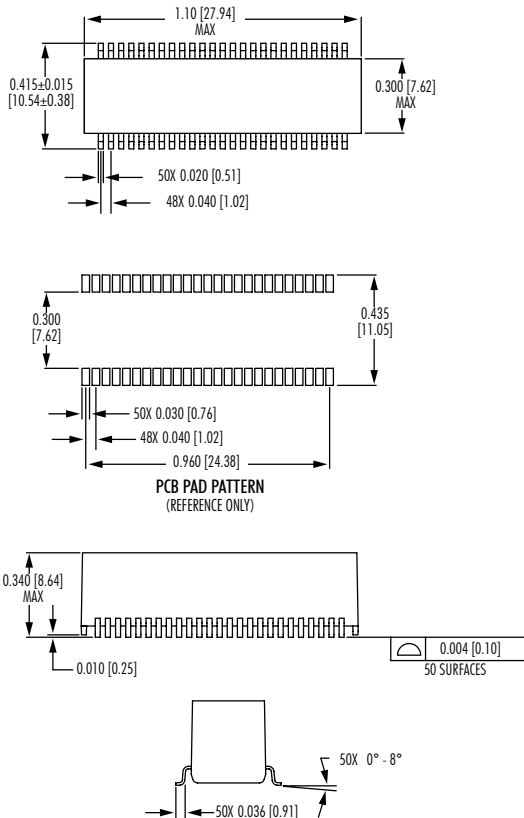 1.10 [27.94]
MAX
0.415±0.015
[10.54±0.38]
0.300 [7.62]
MAX
50X 0.020 [0.51]
48X 0.040 [1.02]
0.300
[7.62]
0.435
[11.05]
50X 0.030 [0.76]
48X 0.040 [1.02]
0.960 [24.38]
PCB PAD PATTERN
(REFERENCE ONLY)
0.340 [8.64]
MAX
0.010 [0.25]
0.004 [0.10]
50 SURFACES
50X 0° - 8°
50X 0.036 [0.91]